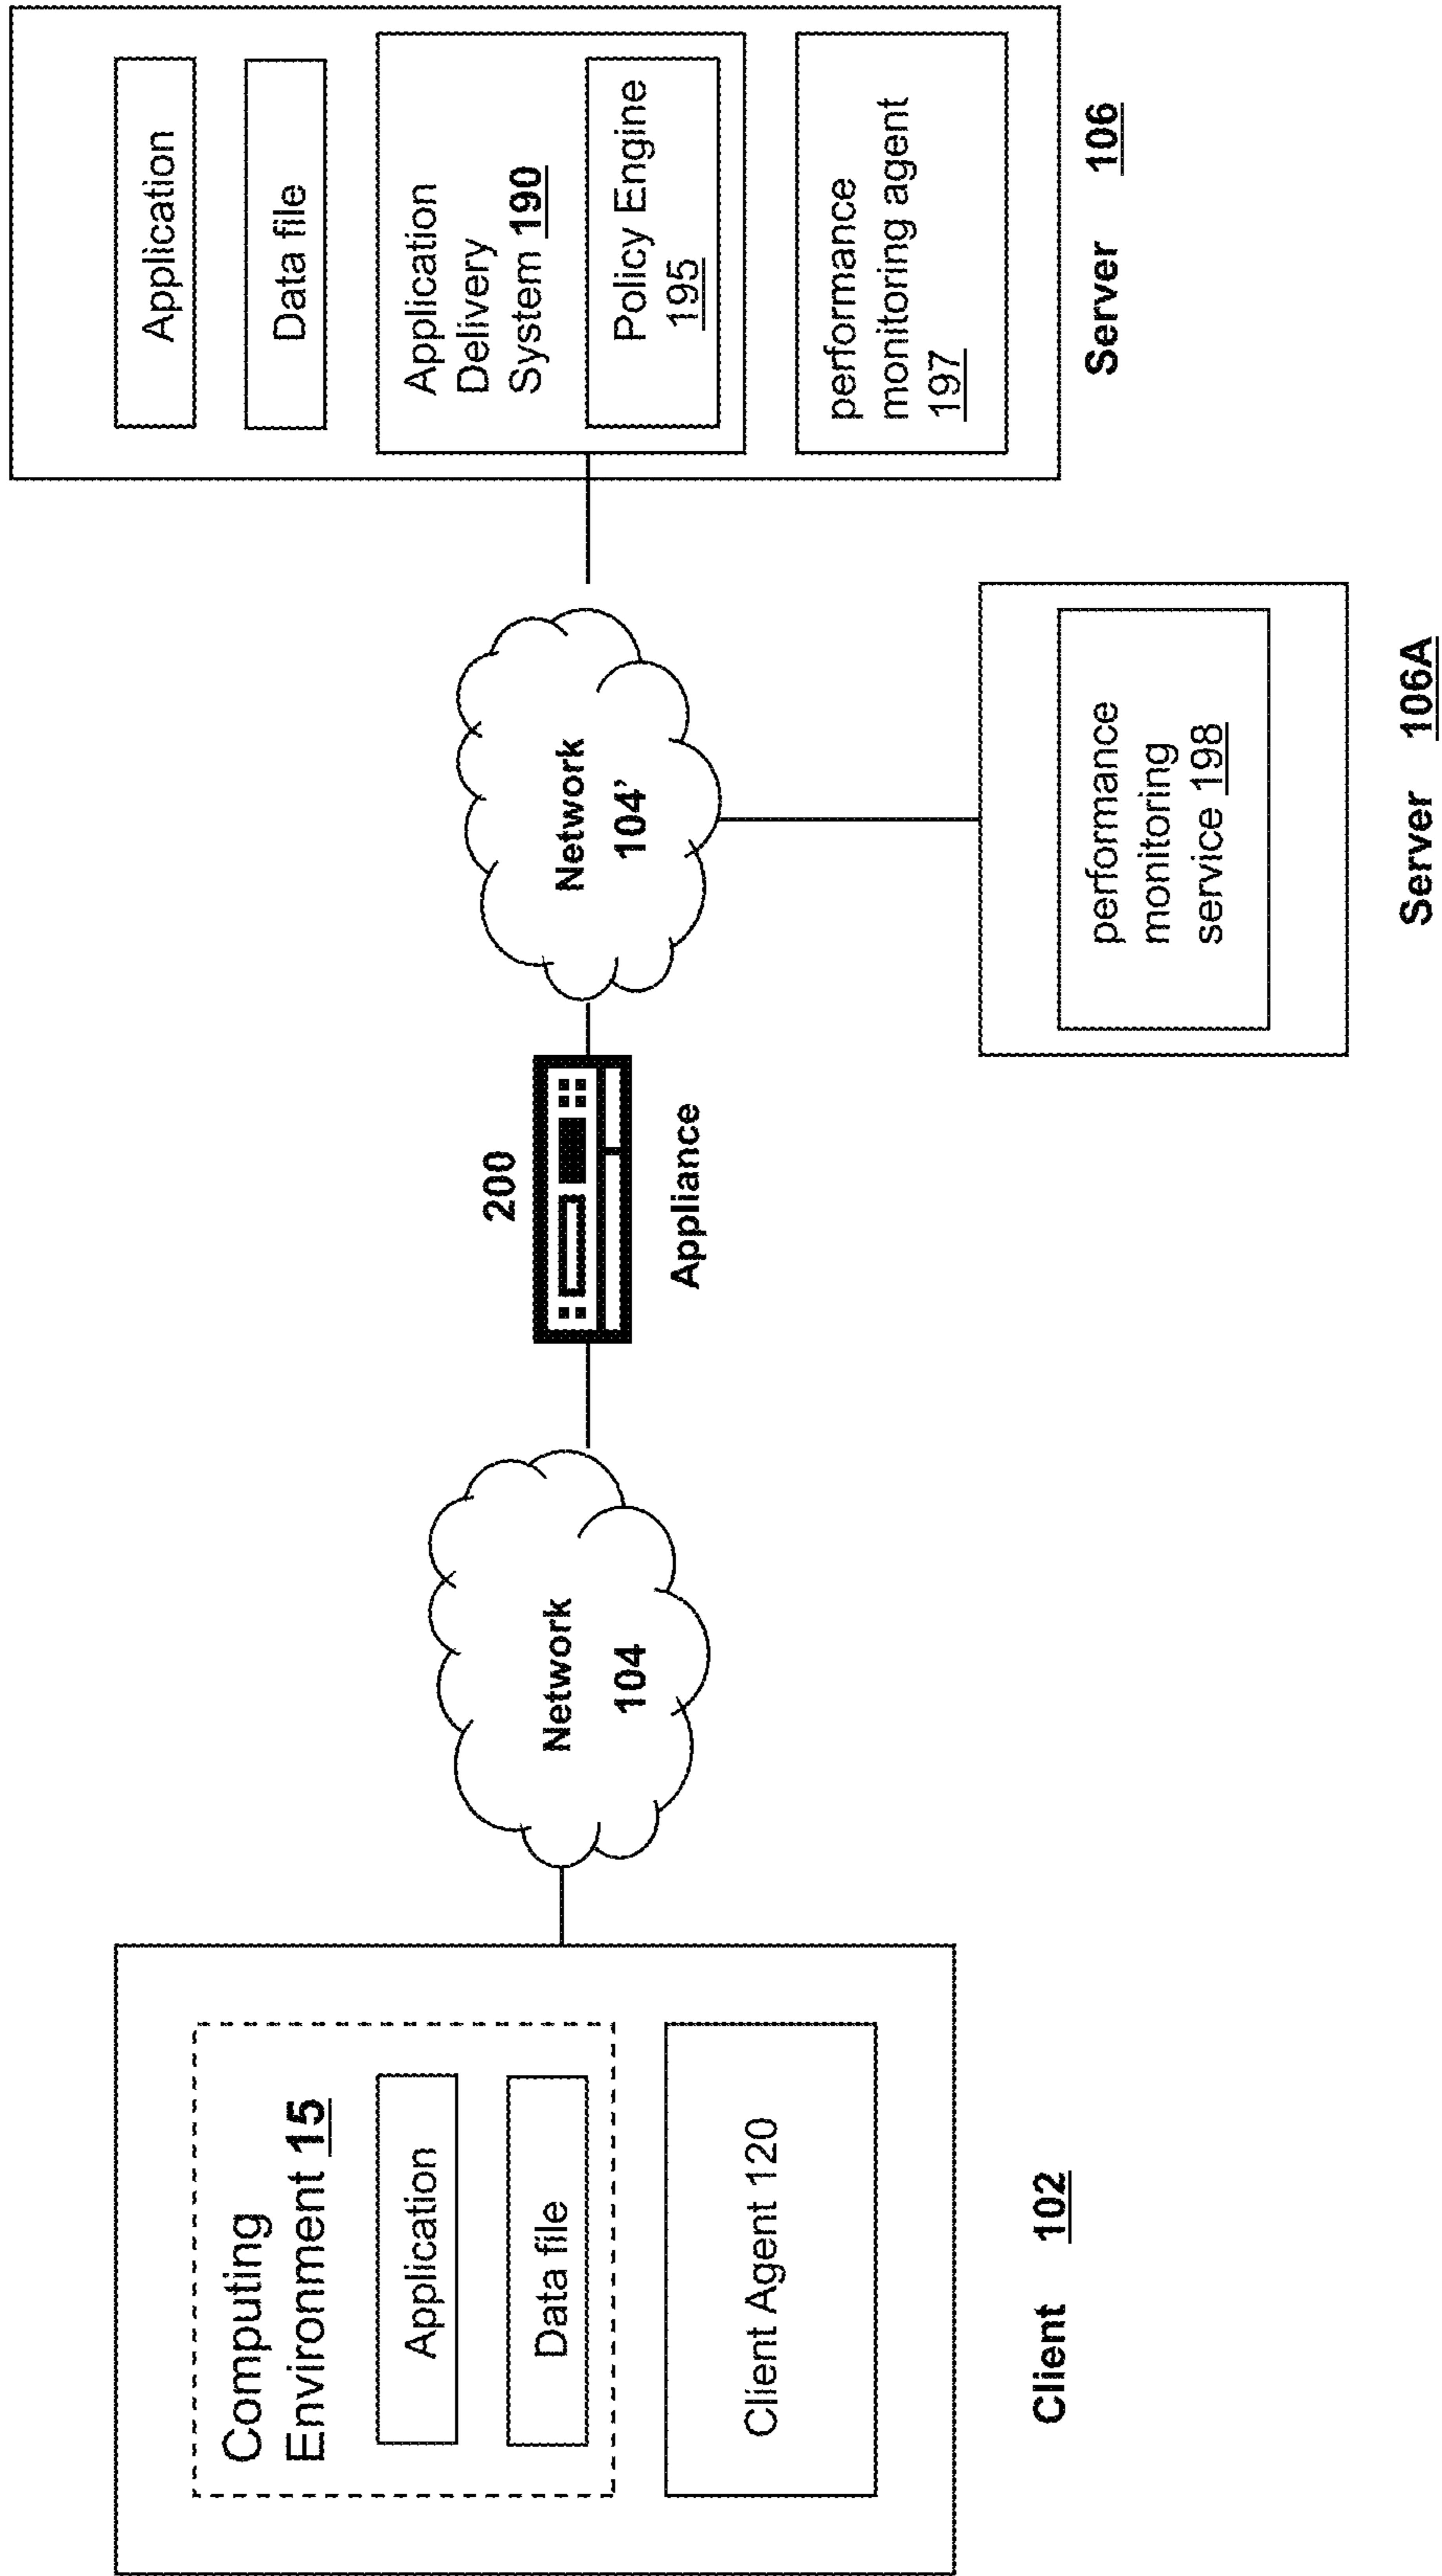 Computing
Environment 15
Application
Data file
Client Agent 120
Client 102
Network
104
200
Appliance
Network
104’
performance
monitoring
service 198
Server 106A
Application
Data file
Application
Delivery
System 190
Policy Engine
195
performance
monitoring agent
197
Server 106